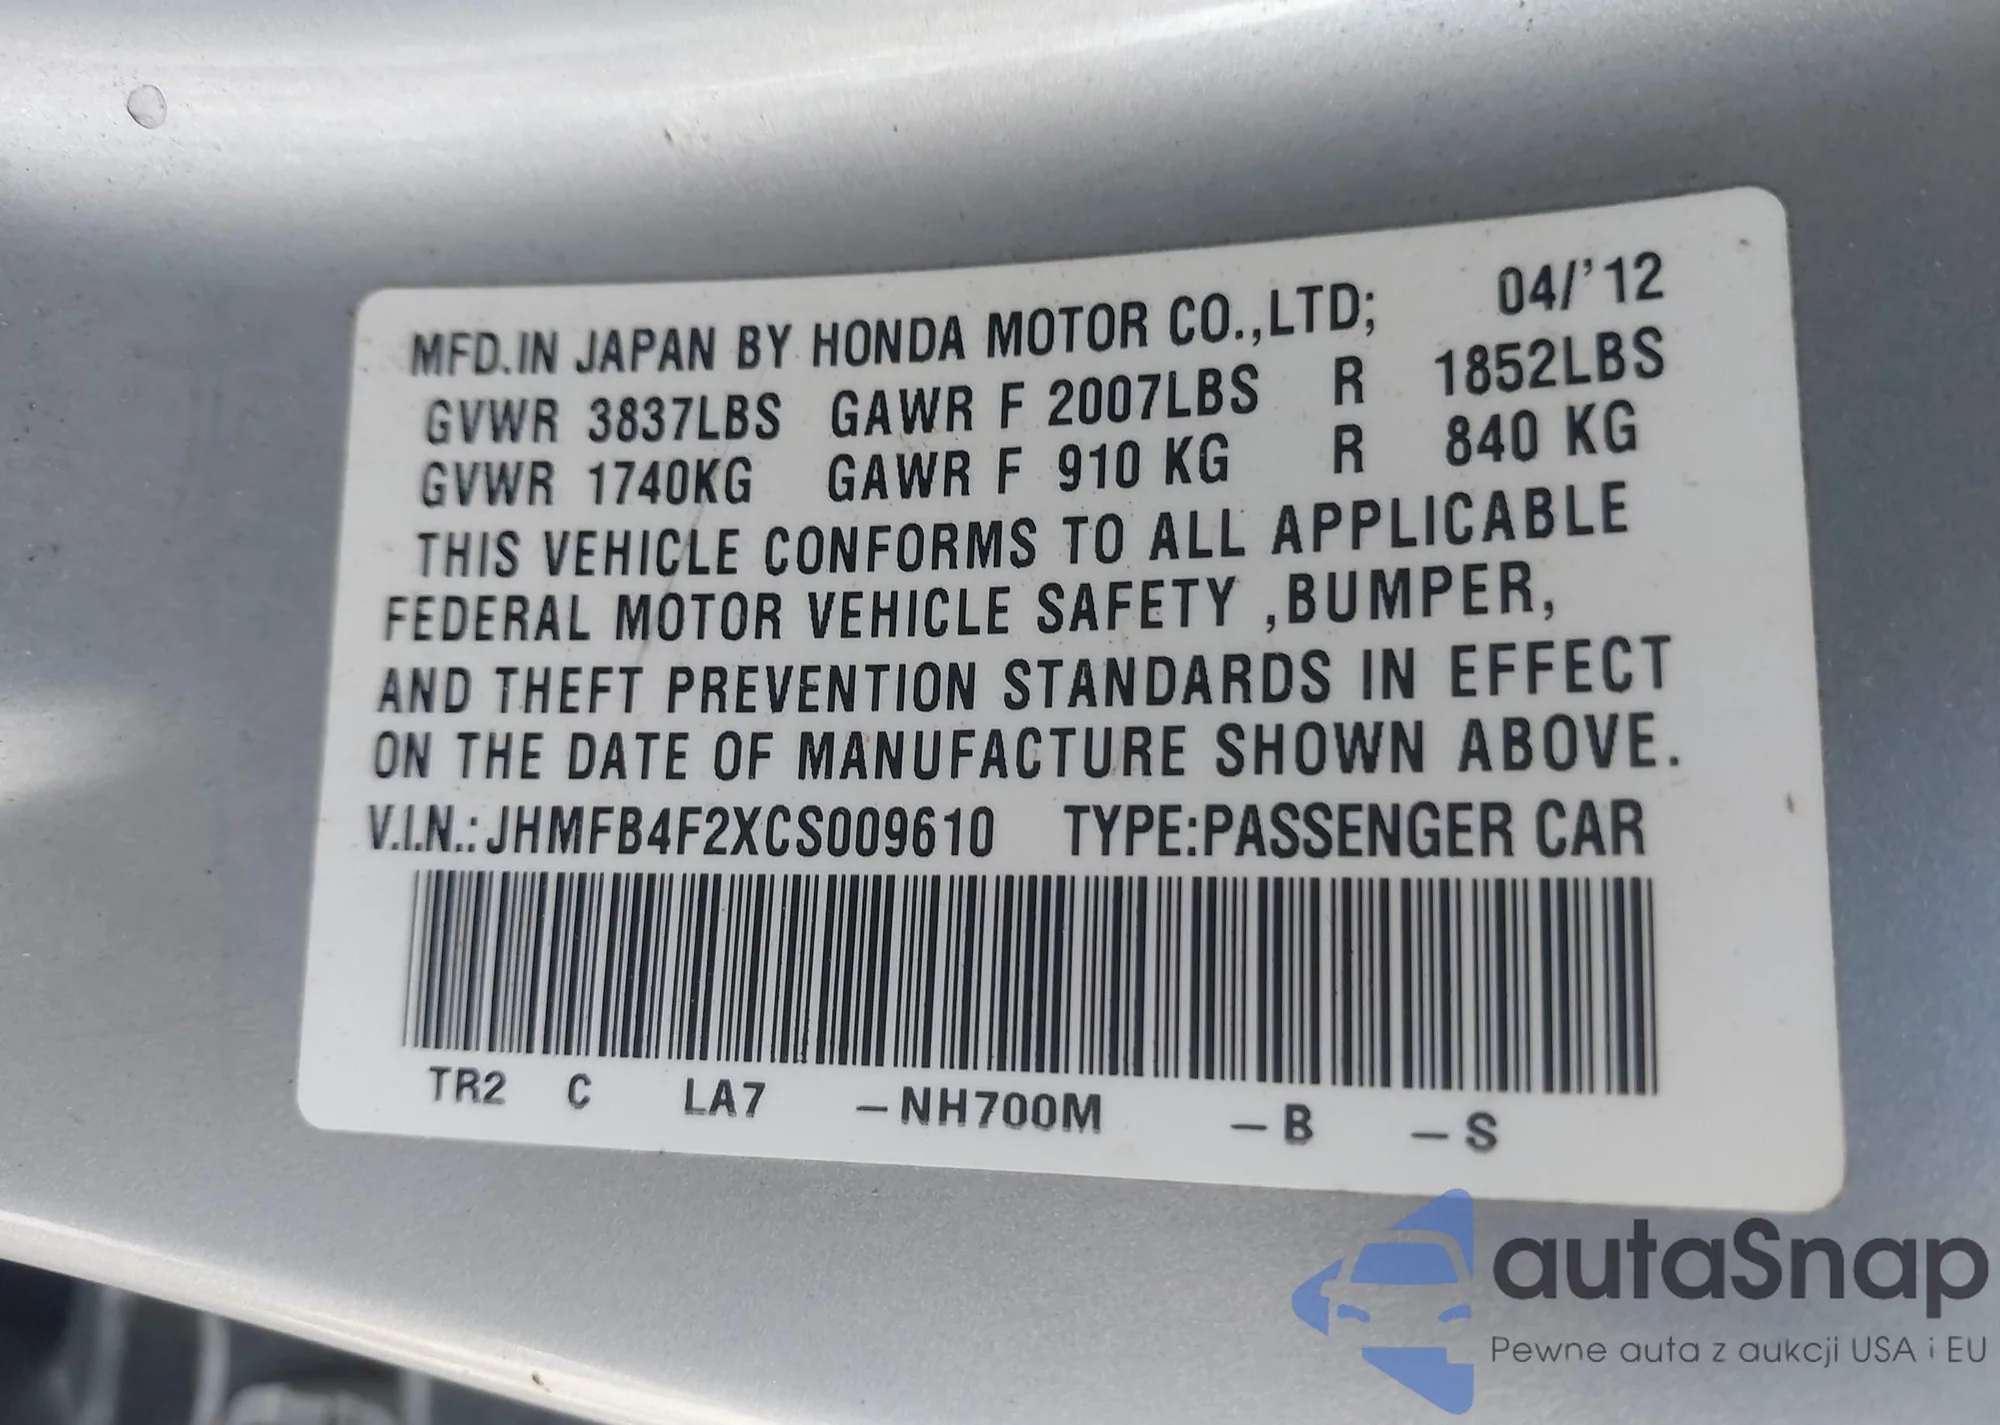 MFD.IN JAPAN BY HONDA MOTOR CO.,LTD; 04/'12
GVWR 3837LBS GAWR F 2007LBS R 1852LBS
GVWR 1740KG GAWR F 910 KG R 840 KG
THIS VEHICLE CONFORMS TO ALL APPLICABLE
FEDERAL MOTOR VEHICLE SAFETY ,BUMPER,
AND THEFT PREVENTION STANDARDS IN EFFECT
ON THE DATE OF MANUFACTURE SHOWN ABOVE.
V.I.N.:JHMFB4F2XCS009610 TYPE:PASSENGER CAR
TR2 C LA7 –NH700M –B –S
autaSnap
Pewne auta z aukcji USA i EU